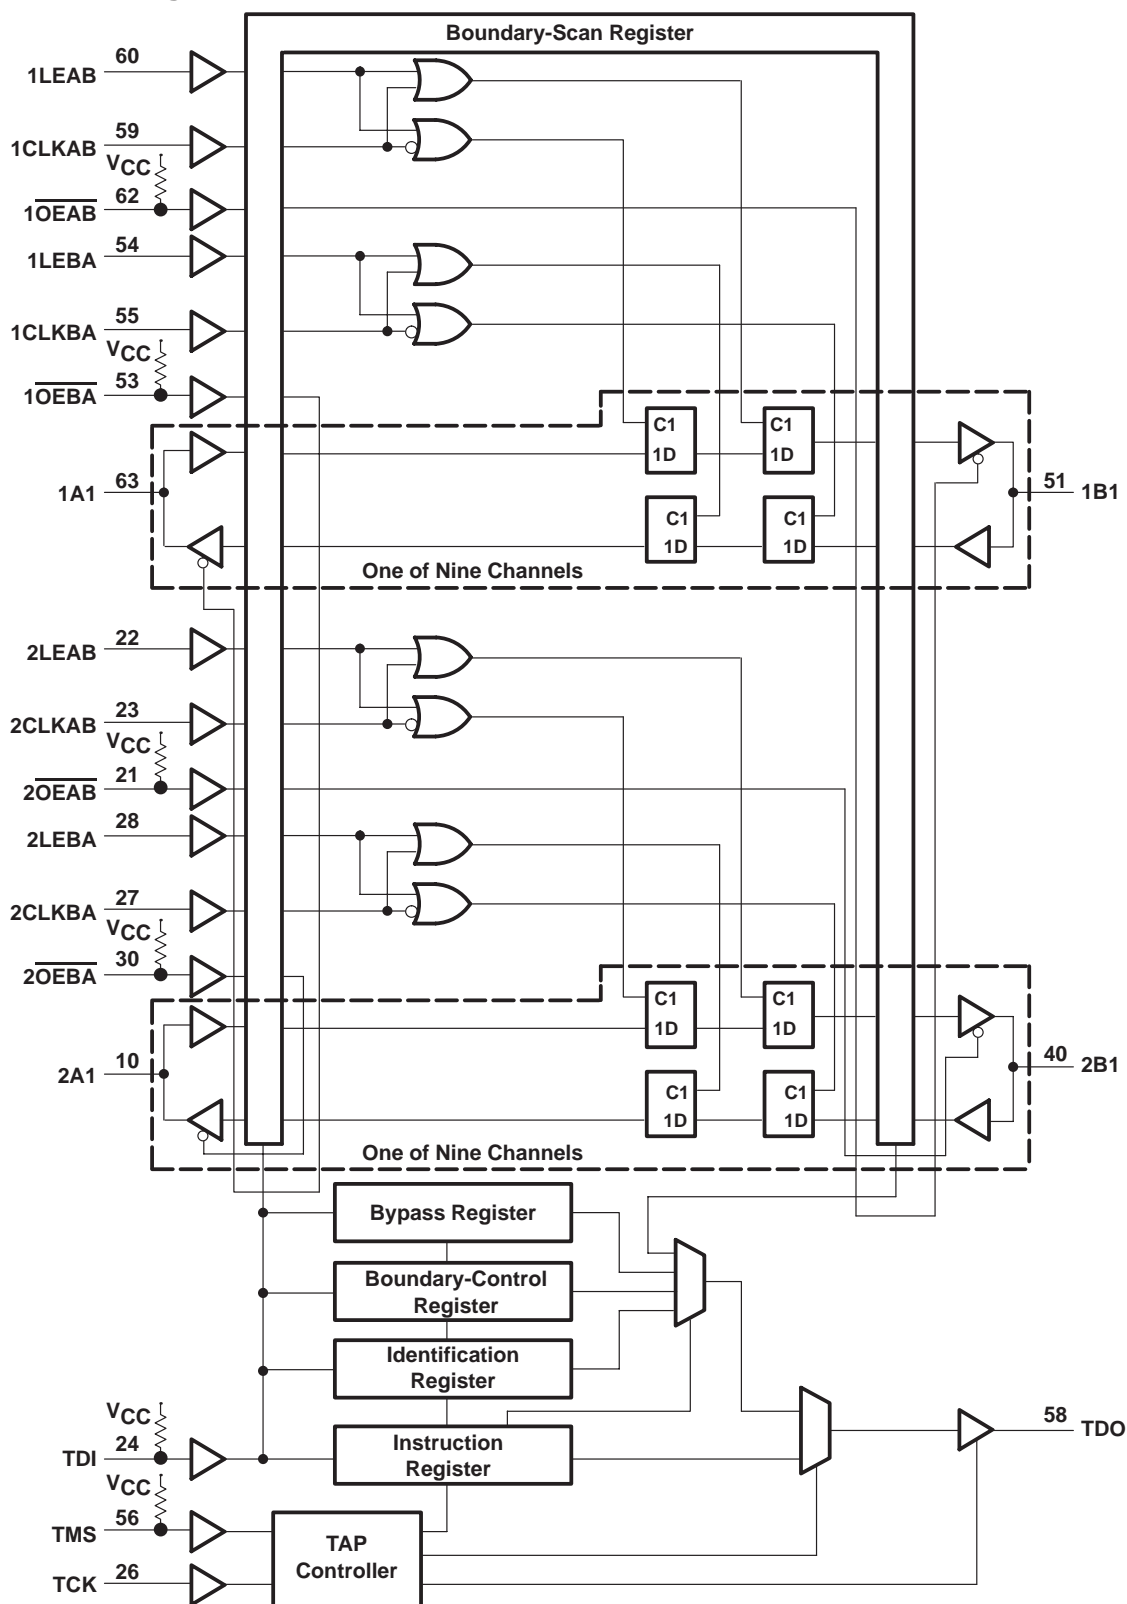 Boundary-Scan Register
1LEAB 60
1CLKAB 59
VCC
1OEAB 62
1LEBA 54
1CLKBA 55
VCC
1OEBA 53
C1 C1
1D 1D
1A1 63
51 1B1
C1 C1
1D 1D
One of Nine Channels
2LEAB 22
2CLKAB 23
VCC
2OEAB 21
2LEBA 28
2CLKBA 27
VCC
2OEBA 30
C1 C1
1D 1D
2A1 10
40 2B1
C1 C1
1D 1D
One of Nine Channels
Bypass Register
Boundary-Control
Register
Identification
Register
VCC
TDI 24
Instruction
Register
58 TDO
VCC
TMS 56
TAP
Controller
TCK 26